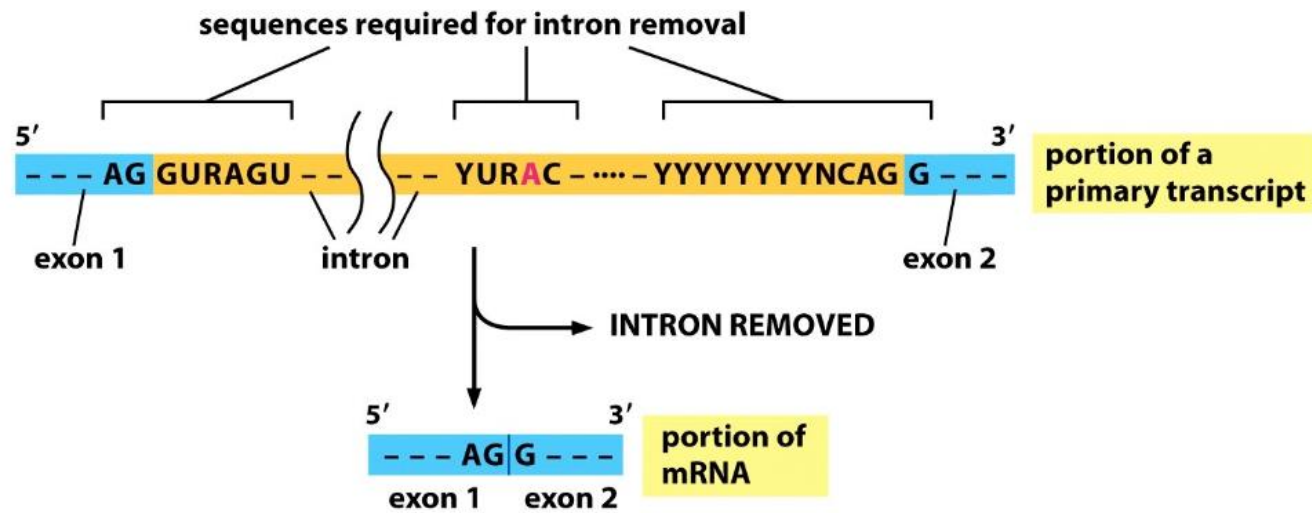 sequences required for intron removal
5′ 3′
– – – AG GURAGU – – – – YURAC – ···· – YYYYYYYYNCAG G – – –
portion of a
primary transcript
exon 1 intron exon 2
INTRON REMOVED
5′ 3′
– – – AG G – – –
portion of
mRNA
exon 1 exon 2